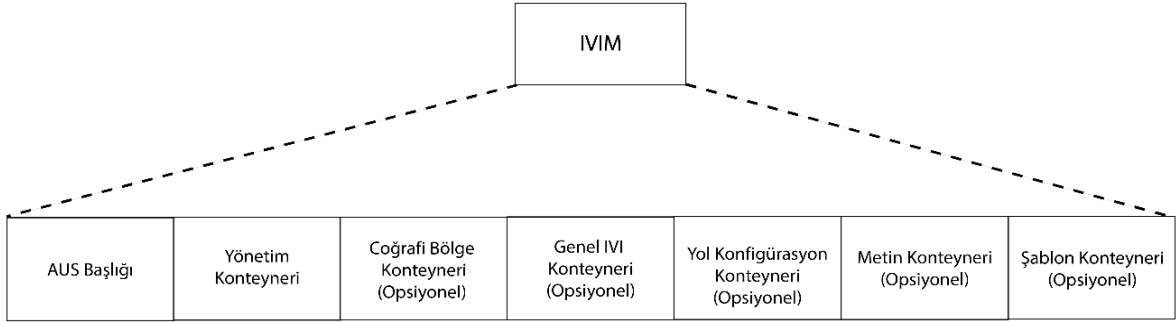 IVIM
AUS Başlığı
Yönetim
Konteyneri
Coğrafi Bölge
Konteyneri
(Opsiyonel)
Genel IVI
Konteyneri
(Opsiyonel)
Yol Konfigürasyon
Konteyneri
(Opsiyonel)
Metin Konteyneri
(Opsiyonel)
Şablon Konteyneri
(Opsiyonel)